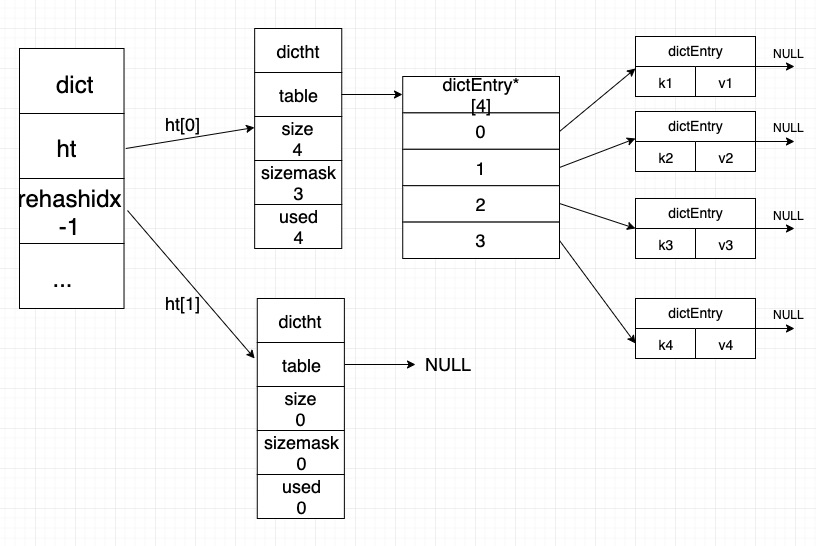 dict
ht
rehashidx
-1
...
ht[0]
ht[1]
dictht
table
size
4
sizemask
3
used
4
dictEntry*
[4]
0
1
2
3
dictEntry
k1 v1
NULL
dictEntry
k2 v2
NULL
dictEntry
k3 v3
NULL
dictEntry
k4 v4
NULL
dictht
table
NULL
size
0
sizemask
0
used
0